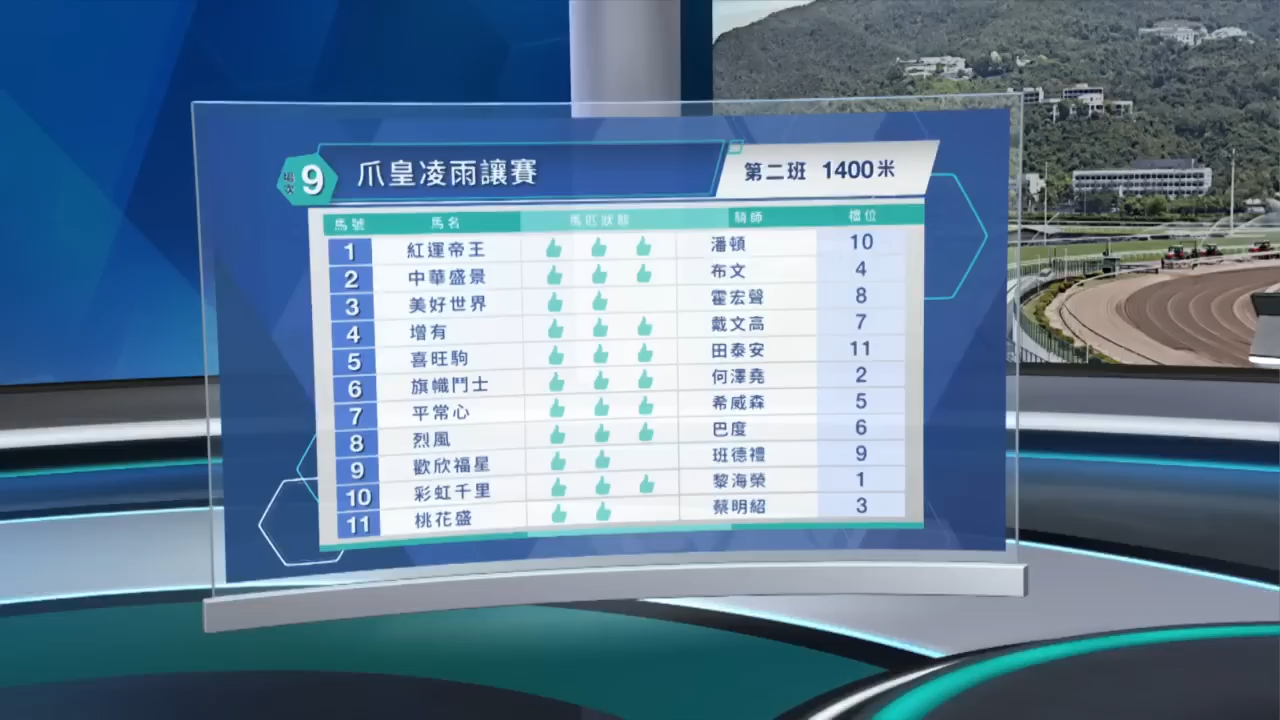 場次 9 爪皇凌雨讓賽 第二班 1400米
馬號 馬名 馬匹狀態 騎師 檔位
1 紅運帝王 潘頓 10
2 中華盛景 布文 4
3 美好世界 霍宏聲 8
4 增有 戴文高 7
5 喜旺駒 田泰安 11
6 旗幟鬥士 何澤堯 2
7 平常心 希威森 5
8 烈風 巴度 6
9 歡欣福星 班德禮 9
10 彩虹千里 黎海榮 1
11 桃花盛 蔡明紹 3